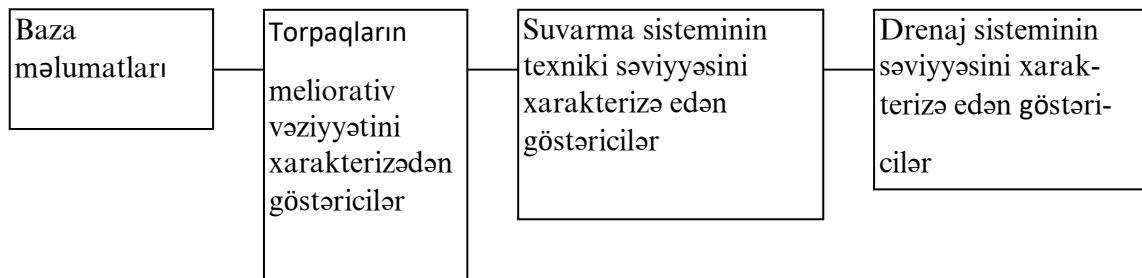 Baza
məlumatları
Torpaqların
meliorativ
vəziyyətini
xarakterizədən
göstəricilər
Suvarma sisteminin
texniki səviyyəsini
xarakterizə edən
göstəricilər
Drenaj sisteminin
səviyyəsini xarak-
terizə edən göstəri-
cilər